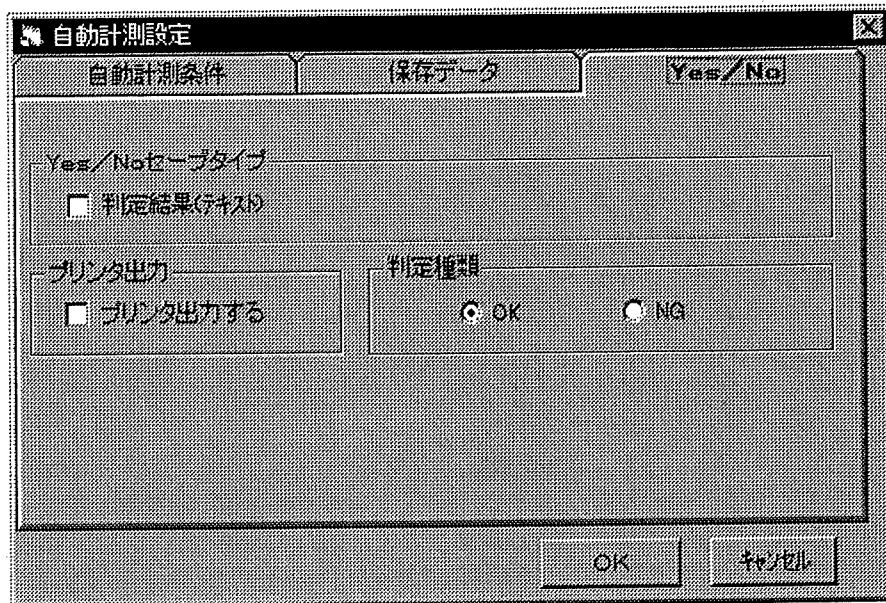 自動計測設定
自動計測条件 保存データ Yes/No
Yes/Noセーブタイプ
判定結果(テキスト)
プリンタ出力 判定種類
プリンタ出力する OK NG
OK キャンセル